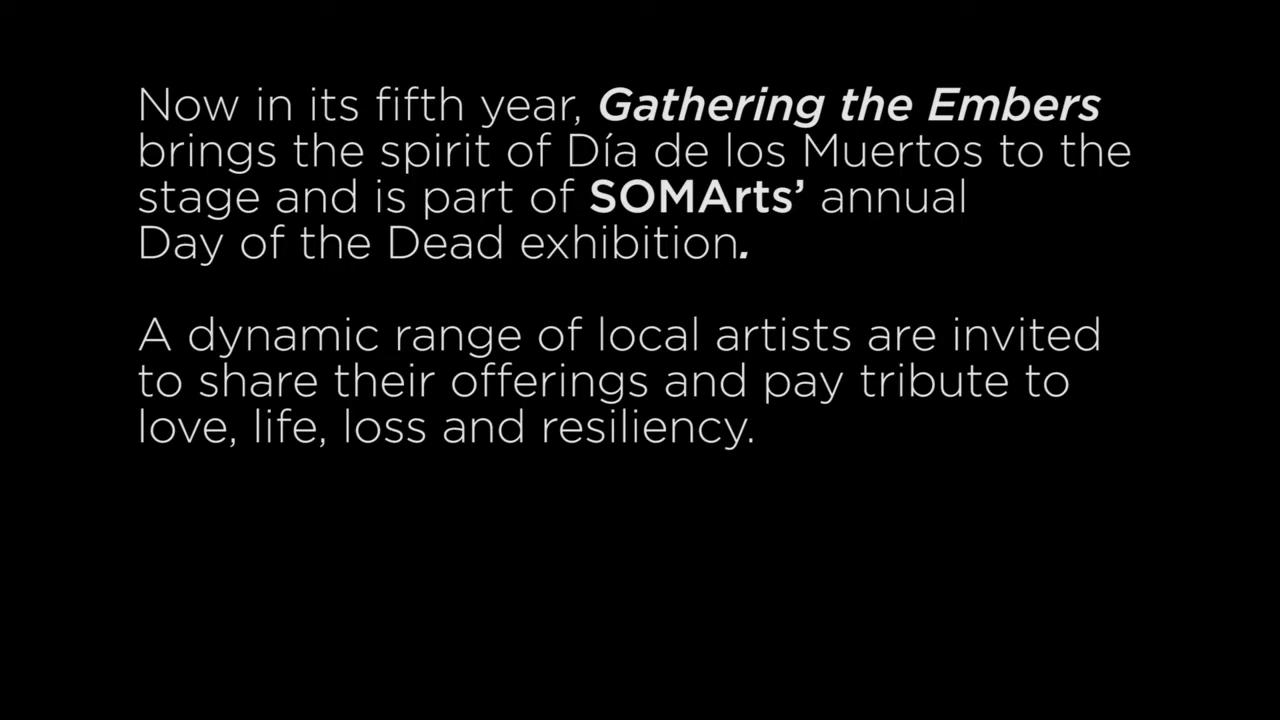 Now in its fifth year, Gathering the Embers
brings the spirit of Día de los Muertos to the
stage and is part of SOMArts’ annual
Day of the Dead exhibition.
A dynamic range of local artists are invited
to share their offerings and pay tribute to
love, life, loss and resiliency.